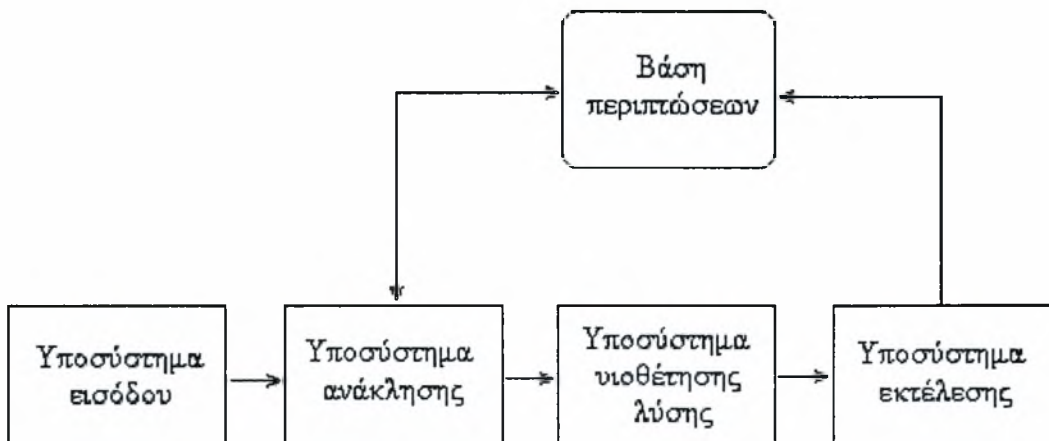 Βάση
περιπτώσεων
Υποσύστημα
εισόδου
Υποσύστημα
ανάκλησης
Υποσύστημα
υιοθέτησης
λύσης
Υποσύστημα
εκτέλεσης